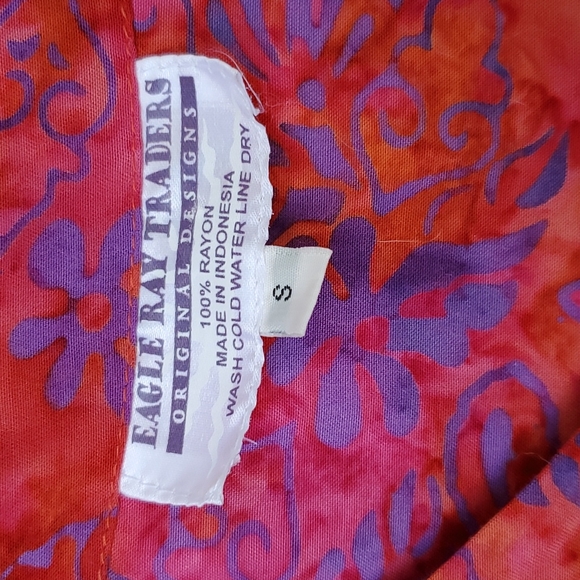 EAGLE RAY TRADERS
ORIGINAL DESIGNS
100% RAYON
MADE IN INDONESIA
WASH COLD WATER LINE DRY
S